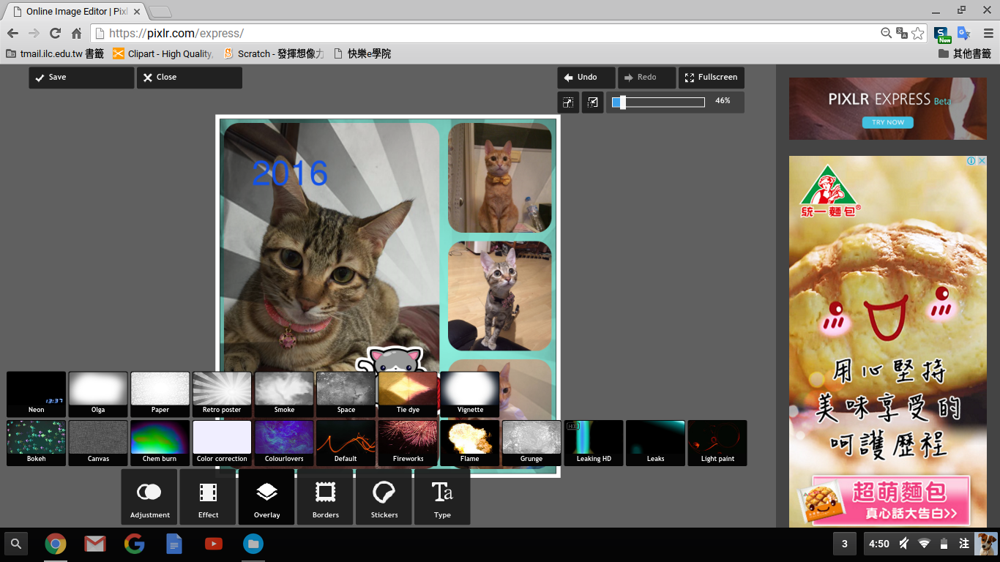 Online Image Editor | Pixl
https://pixlr.com/express/
tmail.ilc.edu.tw 書籤
Clipart - High Quality,
Scratch - 發揮想像力
快樂e學院
其他書籤
New
Save
Close
Undo
Redo
Fullscreen
46%
PIXLR EXPRESS Beta
TRY NOW
2016
統一麵包®
用心堅持
美味享受的
呵護歷程
超萌麵包
真心話大告白>>
13:37
Neon
Olga
Paper
Retro poster
Smoke
Space
Tie dye
Vignette
HD
Bokeh
Canvas
Chem burn
Color correction
Colourlovers
Default
Fireworks
Flame
Grunge
Leaking HD
Leaks
Light paint
Adjustment
Effect
Overlay
Borders
Stickers
Tt
Type
3
4:50
注